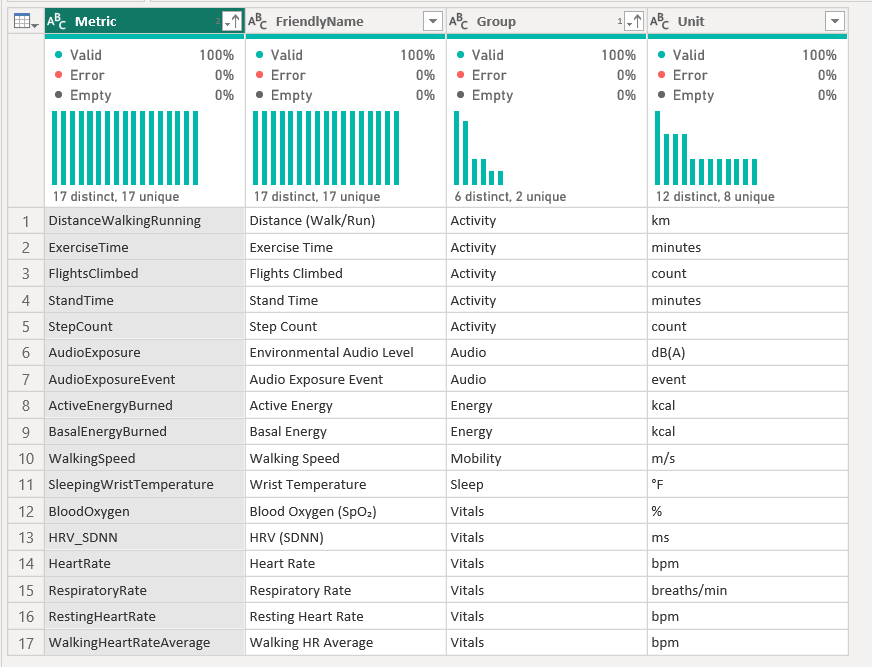 ABC Metric 2 ABC FriendlyName ABC Group 1 ABC Unit
Valid 100% Valid 100% Valid 100% Valid 100%
Error 0% Error 0% Error 0% Error 0%
Empty 0% Empty 0% Empty 0% Empty 0%
17 distinct, 17 unique 17 distinct, 17 unique 6 distinct, 2 unique 12 distinct, 8 unique
1 DistanceWalkingRunning Distance (Walk/Run) Activity km
2 ExerciseTime Exercise Time Activity minutes
3 FlightsClimbed Flights Climbed Activity count
4 StandTime Stand Time Activity minutes
5 StepCount Step Count Activity count
6 AudioExposure Environmental Audio Level Audio dB(A)
7 AudioExposureEvent Audio Exposure Event Audio event
8 ActiveEnergyBurned Active Energy Energy kcal
9 BasalEnergyBurned Basal Energy Energy kcal
10 WalkingSpeed Walking Speed Mobility m/s
11 SleepingWristTemperature Wrist Temperature Sleep °F
12 BloodOxygen Blood Oxygen (SpO₂) Vitals %
13 HRV_SDNN HRV (SDNN) Vitals ms
14 HeartRate Heart Rate Vitals bpm
15 RespiratoryRate Respiratory Rate Vitals breaths/min
16 RestingHeartRate Resting Heart Rate Vitals bpm
17 WalkingHeartRateAverage Walking HR Average Vitals bpm